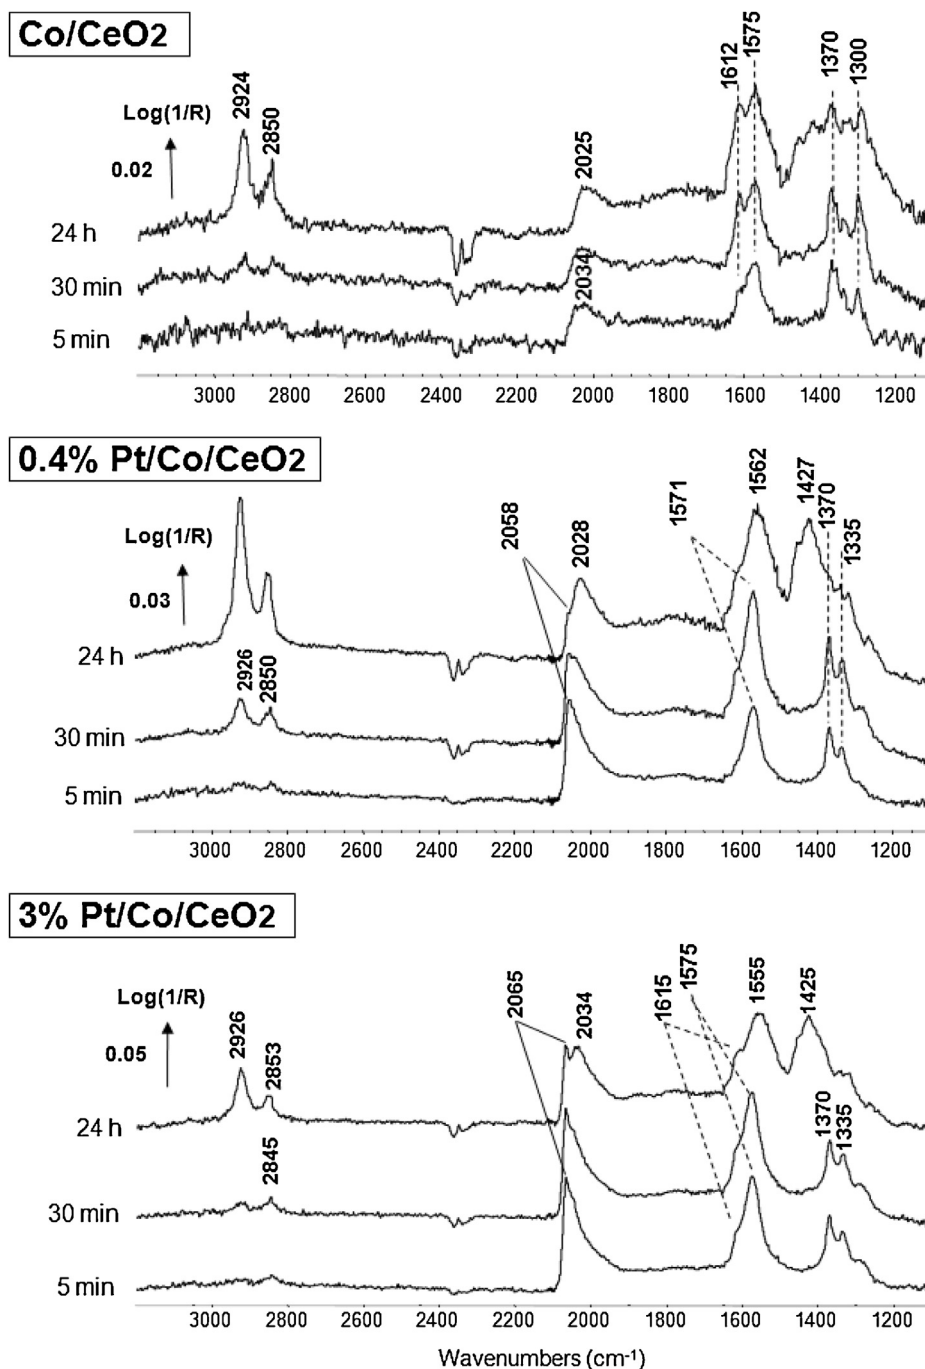 Co/CeO2
Log(1/R)
0.02
2924
2850
2025
1612
1575
1370
1300
24 h
30 min
2034
5 min
3000 2800 2600 2400 2200 2000 1800 1600 1400 1200
0.4% Pt/Co/CeO2
Log(1/R)
0.03
2058
2028
1571
1562
1427
1370
1335
24 h
2926
2850
30 min
5 min
3000 2800 2600 2400 2200 2000 1800 1600 1400 1200
3% Pt/Co/CeO2
Log(1/R)
0.05
2926
2853
2065
2034
1615
1575
1555
1425
24 h
2845
1370
1335
30 min
5 min
3000 2800 2600 2400 2200 2000 1800 1600 1400 1200
Wavenumbers (cm-1)